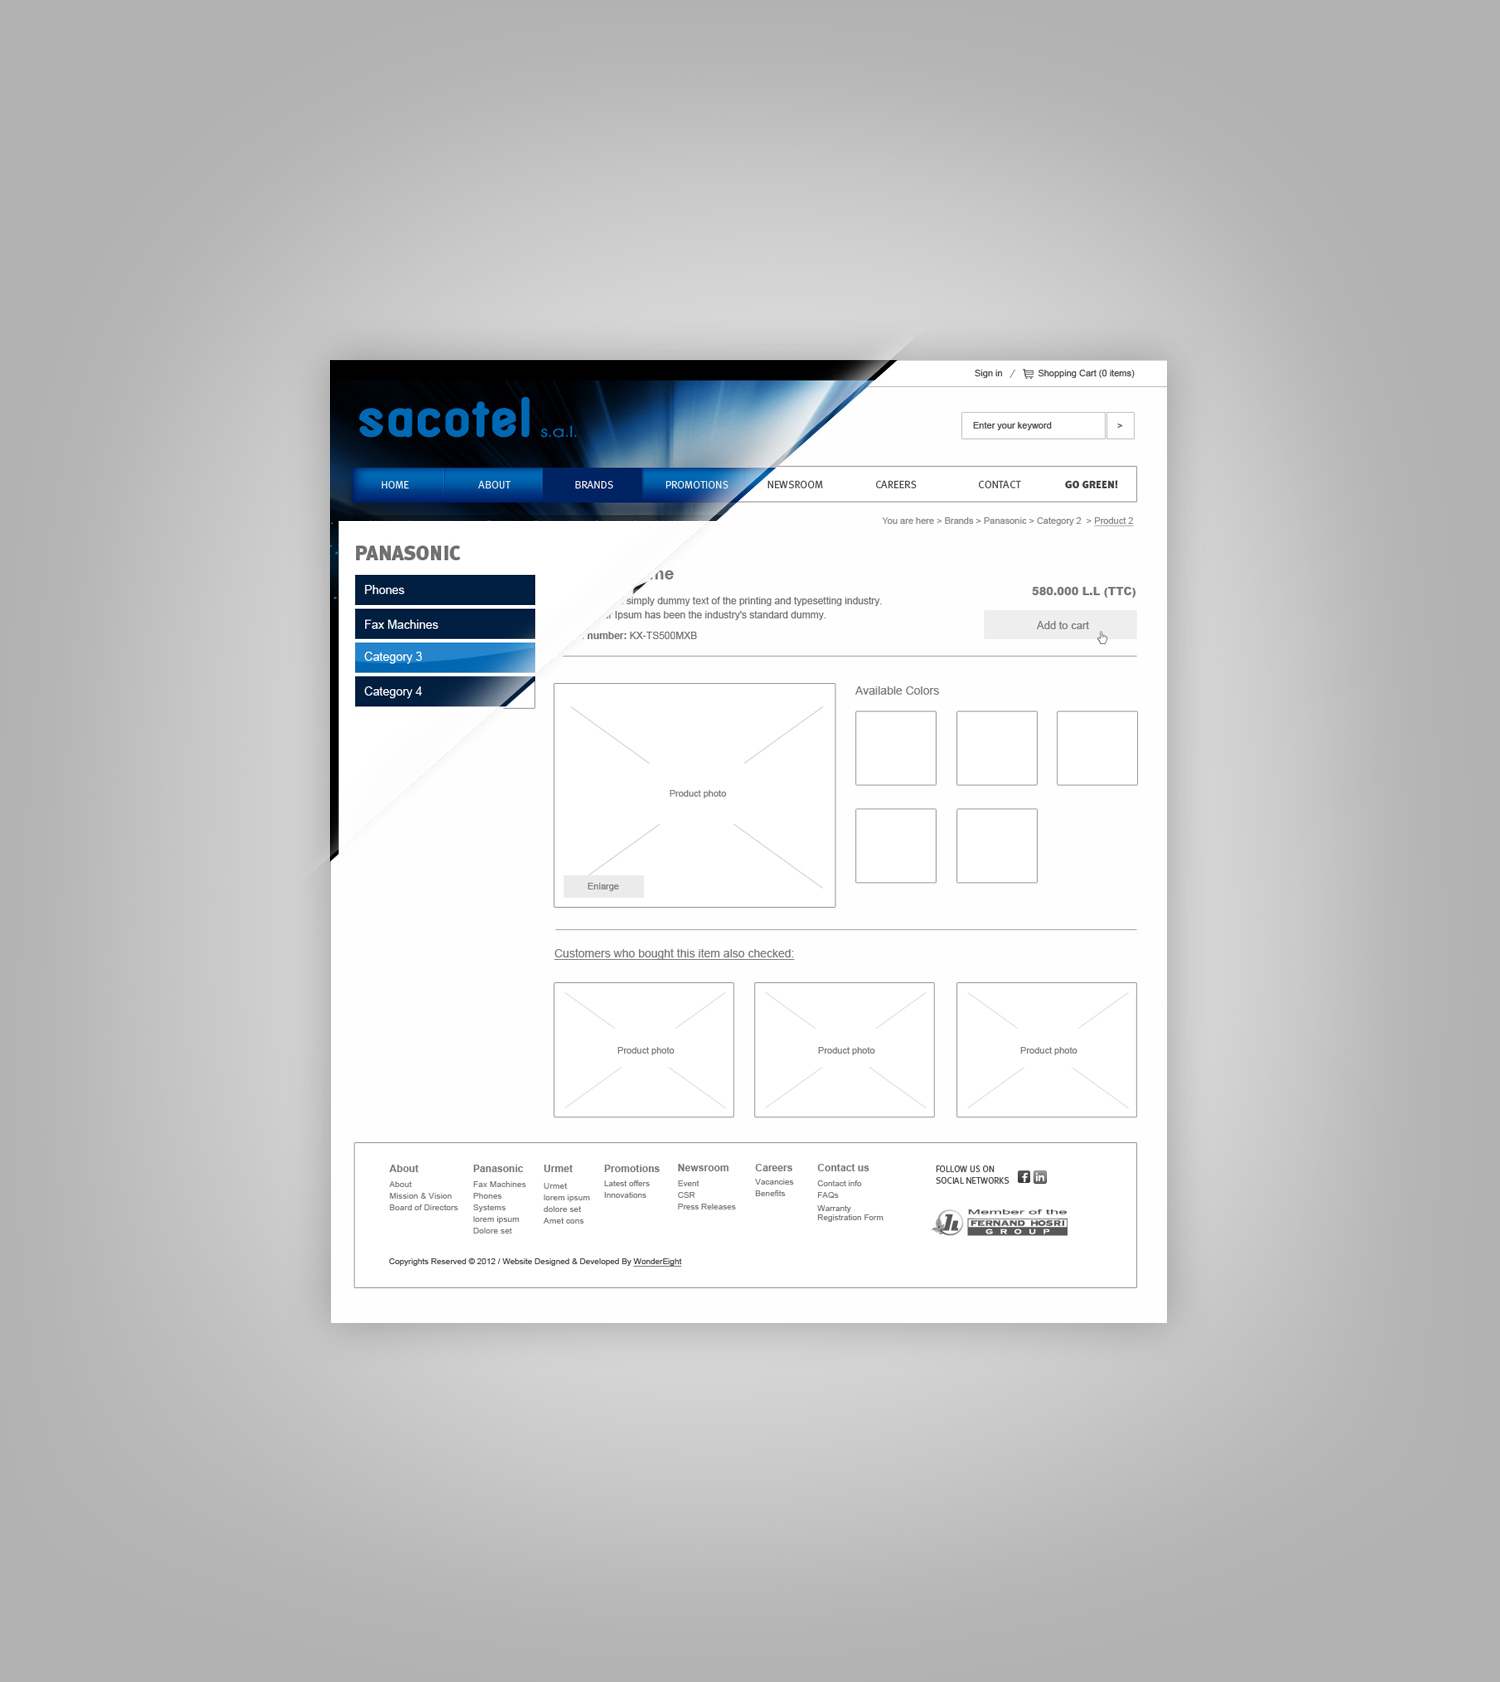 Sign in / Shopping Cart (0 items)
sacotel s.a.l.
Enter your keyword >
HOME ABOUT BRANDS PROMOTIONS NEWSROOM CAREERS CONTACT GO GREEN!
You are here > Brands > Panasonic > Category 2 > Product 2
PANASONIC
Phones
Fax Machines
Category 3
Category 4
simply dummy text of the printing and typesetting industry.
Ipsum has been the industry's standard dummy.
number: KX-TS500MXB
580.000 L.L (TTC)
Add to cart
Product photo
Enlarge
Available Colors
Customers who bought this item also checked:
Product photo
Product photo
Product photo
About
About
Mission & Vision
Board of Directors
Panasonic
Fax Machines
Phones
Systems
lorem ipsum
Dolore set
Urmet
Urmet
lorem ipsum
dolore set
Amet cons
Promotions
Latest offers
Innovations
Newsroom
Event
CSR
Press Releases
Careers
Vacancies
Benefits
Contact us
Contact info
FAQs
Warranty
Registration Form
FOLLOW US ON
SOCIAL NETWORKS
f in
Member of the
FERNAND HOSRI
GROUP
Copyrights Reserved © 2012 / Website Designed & Developed By WonderEight